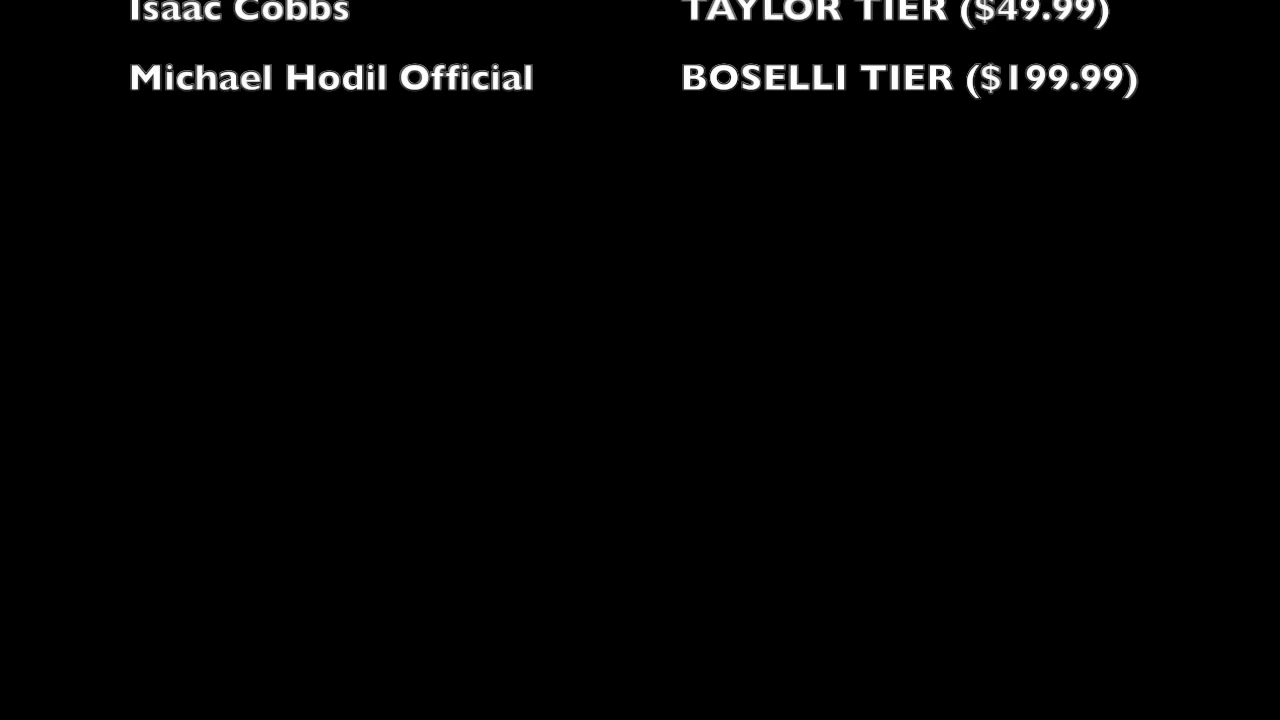 Isaac Cobbs TAYLOR TIER ($49.99)
Michael Hodil Official BOSELLI TIER ($199.99)